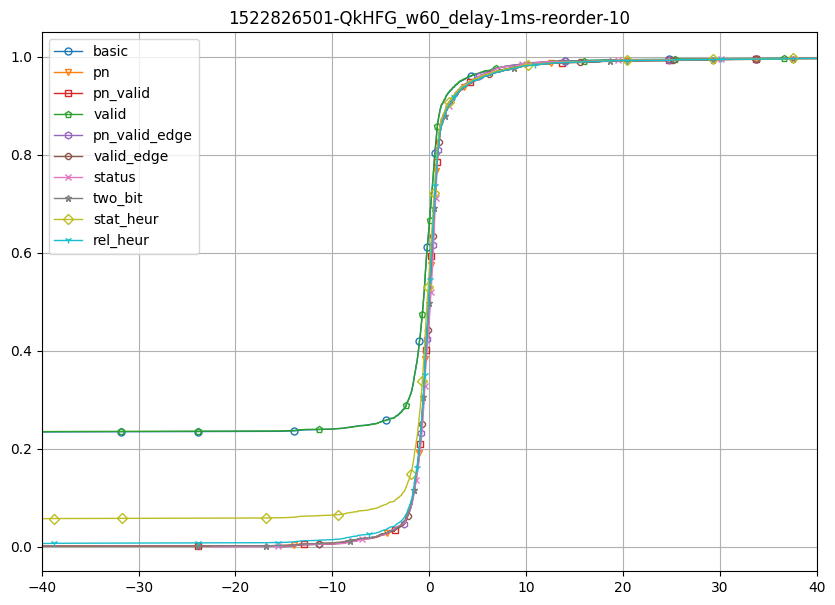 1522826501-QkHFG_w60_delay-1ms-reorder-10
1.0
0.8
0.6
0.4
0.2
0.0
basic
pn
pn_valid
valid
pn_valid_edge
valid_edge
status
two_bit
stat_heur
rel_heur
−40 −30 −20 −10 0 10 20 30 40